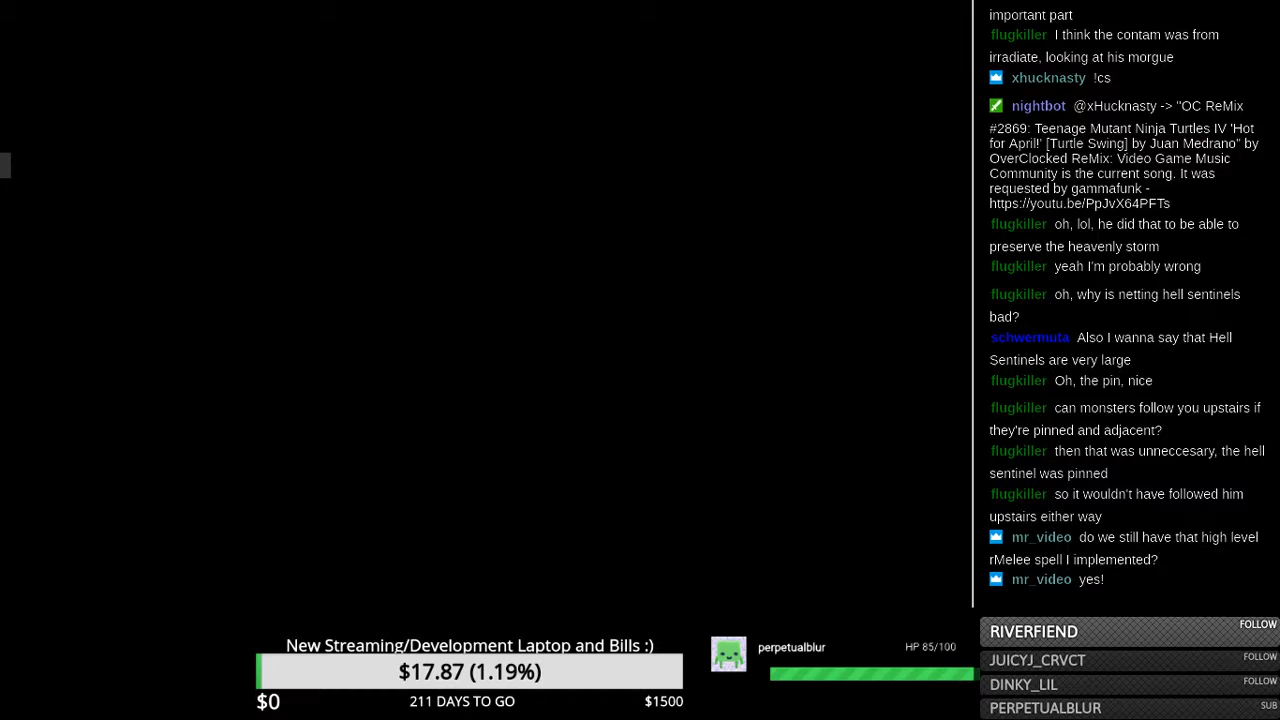 important part
flugkiller I think the contam was from
irradiate, looking at his morgue
xhucknasty !cs
nightbot @xHucknasty -> "OC ReMix
#2869: Teenage Mutant Ninja Turtles IV 'Hot
for April!' [Turtle Swing] by Juan Medrano" by
OverClocked ReMix: Video Game Music
Community is the current song. It was
requested by gammafunk -
https://youtu.be/PpJvX64PFTs
flugkiller oh, lol, he did that to be able to
preserve the heavenly storm
flugkiller yeah I'm probably wrong
flugkiller oh, why is netting hell sentinels
bad?
schwermuta Also I wanna say that Hell
Sentinels are very large
flugkiller Oh, the pin, nice
flugkiller can monsters follow you upstairs if
they're pinned and adjacent?
flugkiller then that was unneccesary, the hell
sentinel was pinned
flugkiller so it wouldn't have followed him
upstairs either way
mr_video do we still have that high level
rMelee spell I implemented?
mr_video yes!
New Streaming/Development Laptop and Bills :)
$17.87 (1.19%)
$0 211 DAYS TO GO $1500
perpetualblur HP 85/100
RIVERFIEND FOLLOW
JUICYJ_CRVCT FOLLOW
DINKY_LIL FOLLOW
PERPETUALBLUR SUB